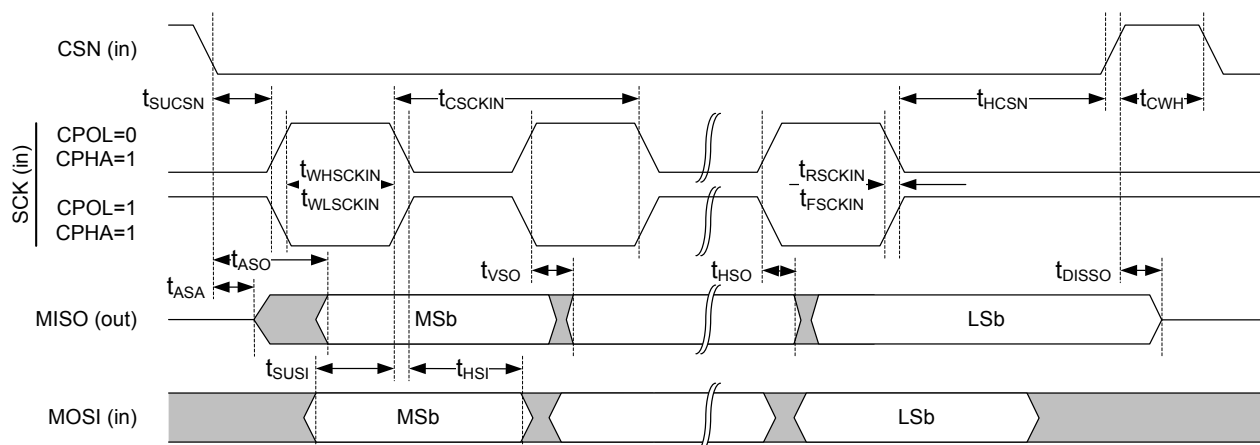 CSN (in)
tSUCSN
tCSCKIN
tHCSN
tCWH
SCK (in)
CPOL=0
CPHA=1
tWHSCKIN
tRSCKIN
tWLSCKIN
tFSCKIN
CPOL=1
CPHA=1
tASO
tVSO
tHSO
tDISSO
tASA
MISO (out)
MSb
LSb
tSUSI
tHSI
MOSI (in)
MSb
LSb